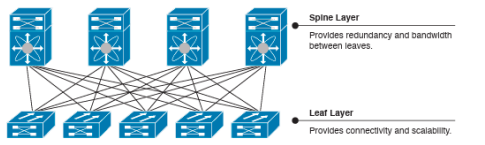 Spine Layer
Provides redundancy and bandwidth
between leaves.
Leaf Layer
Provides connectivity and scalability.